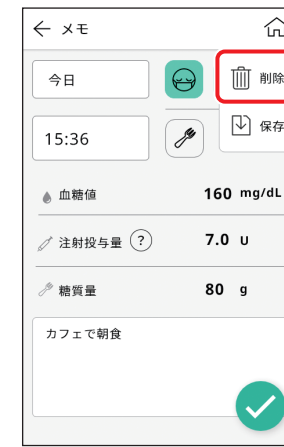 メモ
今日
削除
保存
15:36
血糖値 160 mg/dL
注射投与量 ? 7.0 U
糖質量 80 g
カフェで朝食